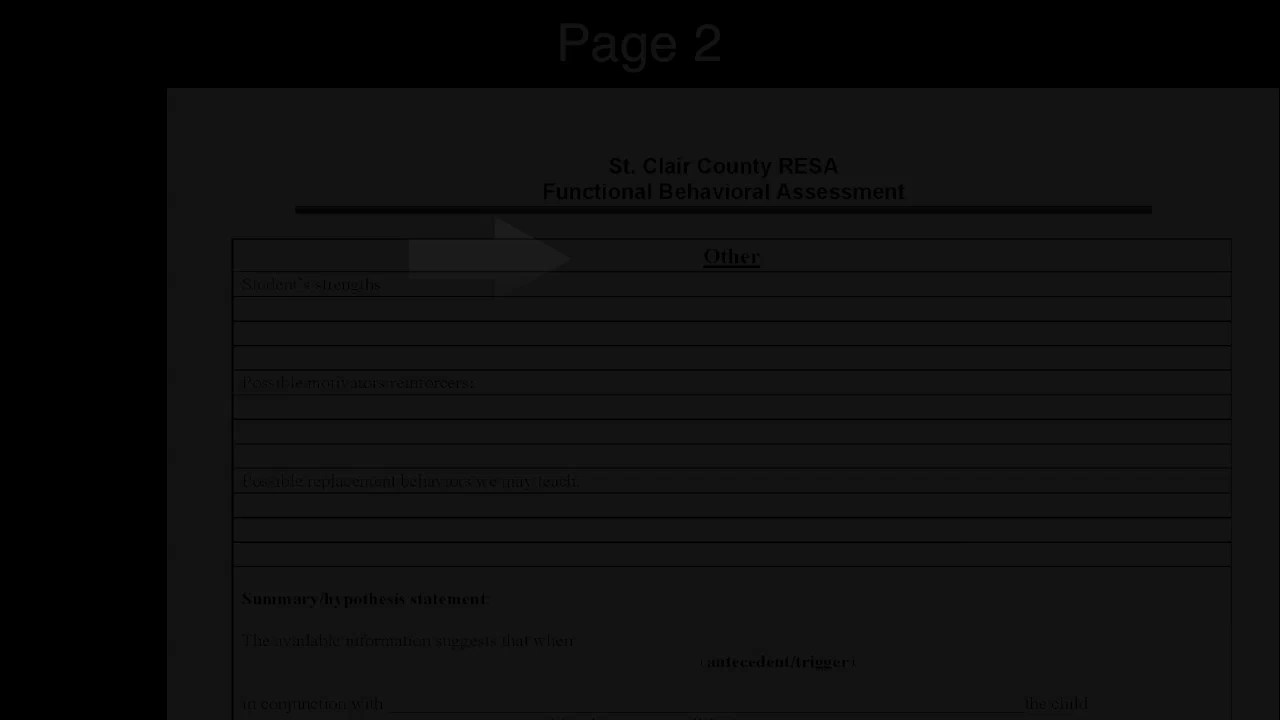 Page 2
St. Clair County RESA
Functional Behavioral Assessment
Other
Student's strengths
Possible motivators/reinforcers:
Possible replacement behaviors we may teach
Summary/hypothesis statement
The available information suggests that when
(antecedent/trigger)
in conjunction with the child